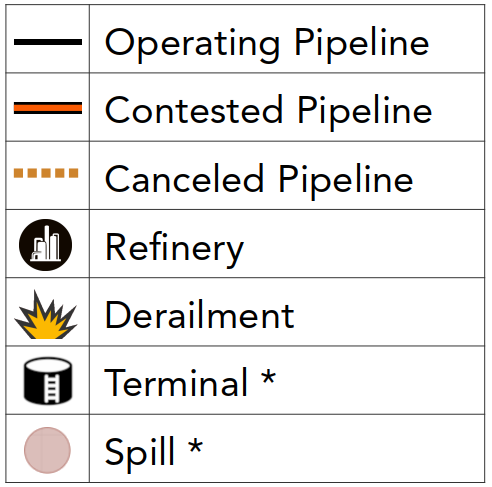 Operating Pipeline
Contested Pipeline
Canceled Pipeline
Refinery
Derailment
Terminal *
Spill *